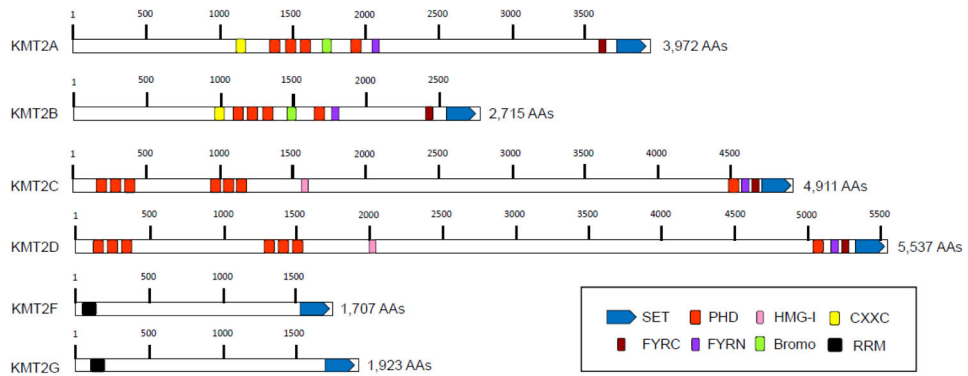 1 500 1000 1500 2000 2500 3000 3500
KMT2A 3,972 AAs
1 500 1000 1500 2000 2500
KMT2B 2,715 AAs
1 500 1000 1500 2000 2500 3000 3500 4000 4500
KMT2C 4,911 AAs
1 500 1000 1500 2000 2500 3000 3500 4000 4500 5000 5500
KMT2D 5,537 AAs
1 500 1000 1500
KMT2F 1,707 AAs
1 500 1000 1500
KMT2G 1,923 AAs
SET PHD HMG-I CXXC
FYRC FYRN Bromo RRM